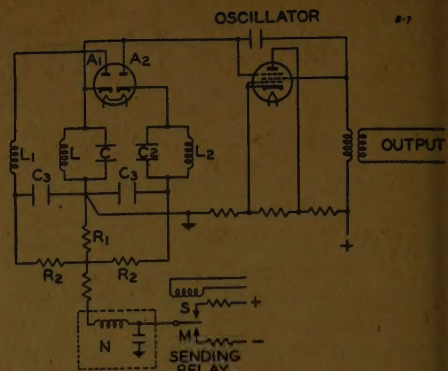 OSCILLATOR
8-7
A1 A2
L1 L C C2 L2
C3 C3
OUTPUT
R1
R2 R2
+
S +
N M -
SENDING
RELAY